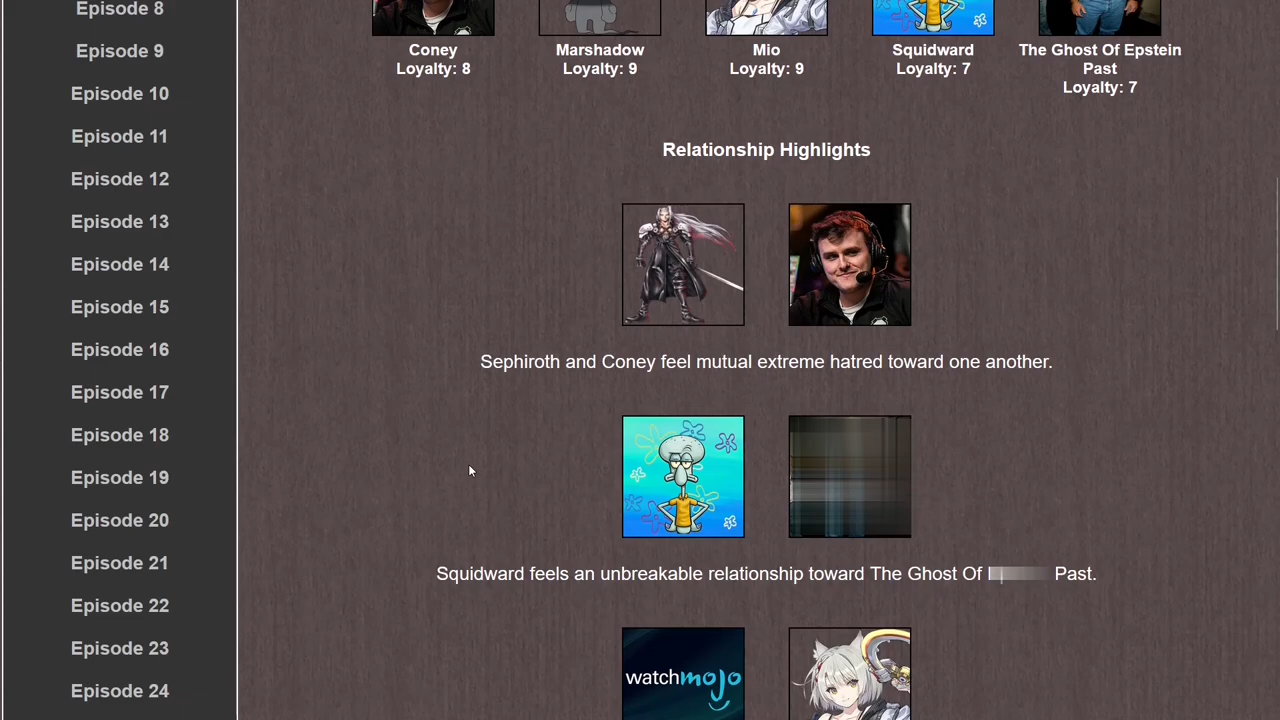 Episode 8
Episode 9
Episode 10
Episode 11
Episode 12
Episode 13
Episode 14
Episode 15
Episode 16
Episode 17
Episode 18
Episode 19
Episode 20
Episode 21
Episode 22
Episode 23
Episode 24
Coney
Loyalty: 8
Marshadow
Loyalty: 9
Mio
Loyalty: 9
Squidward
Loyalty: 7
The Ghost Of Epstein
Past
Loyalty: 7
Relationship Highlights
Sephiroth and Coney feel mutual extreme hatred toward one another.
Squidward feels an unbreakable relationship toward The Ghost Of Past.
watchmojo